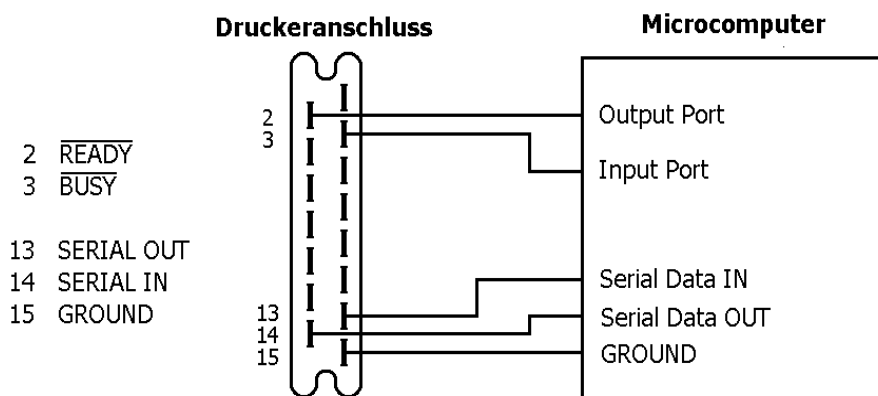 Druckeranschluss
Microcomputer
2 READY
3 BUSY
13 SERIAL OUT
14 SERIAL IN
15 GROUND
2
3
13
14
15
Output Port
Input Port
Serial Data IN
Serial Data OUT
GROUND